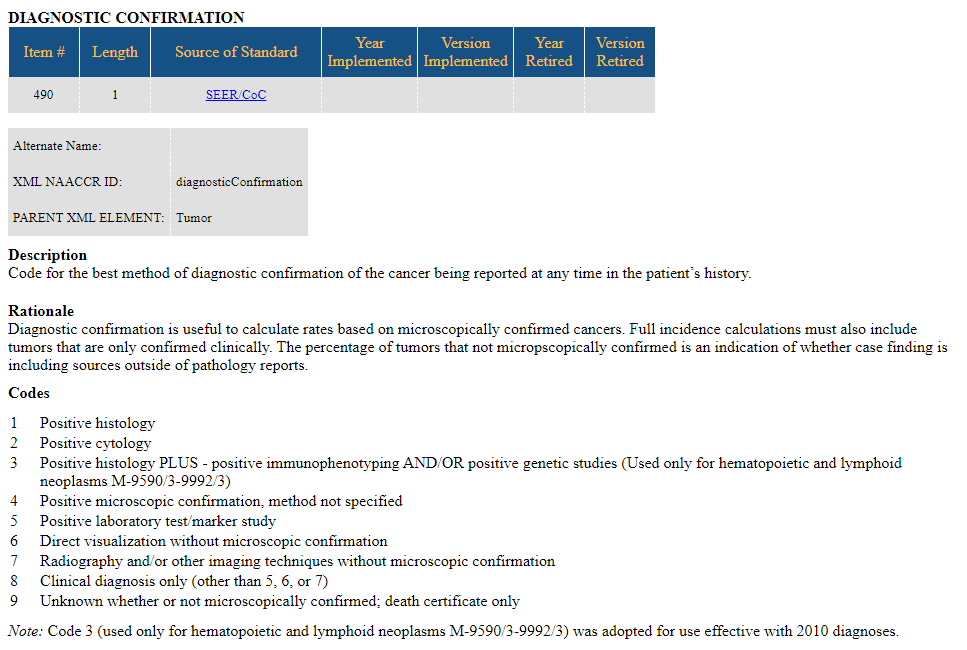 DIAGNOSTIC CONFIRMATION
Item # Length Source of Standard Year Implemented Version Implemented Year Retired Version Retired
490 1 SEER/CoC
Alternate Name:
XML NAACCR ID: diagnosticConfirmation
PARENT XML ELEMENT: Tumor
Description
Code for the best method of diagnostic confirmation of the cancer being reported at any time in the patient’s history.
Rationale
Diagnostic confirmation is useful to calculate rates based on microscopically confirmed cancers. Full incidence calculations must also include
tumors that are only confirmed clinically. The percentage of tumors that not micropscopically confirmed is an indication of whether case finding is
including sources outside of pathology reports.
Codes
1 Positive histology
2 Positive cytology
3 Positive histology PLUS - positive immunophenotyping AND/OR positive genetic studies (Used only for hematopoietic and lymphoid
neoplasms M-9590/3-9992/3)
4 Positive microscopic confirmation, method not specified
5 Positive laboratory test/marker study
6 Direct visualization without microscopic confirmation
7 Radiography and/or other imaging techniques without microscopic confirmation
8 Clinical diagnosis only (other than 5, 6, or 7)
9 Unknown whether or not microscopically confirmed; death certificate only
Note: Code 3 (used only for hematopoietic and lymphoid neoplasms M-9590/3-9992/3) was adopted for use effective with 2010 diagnoses.